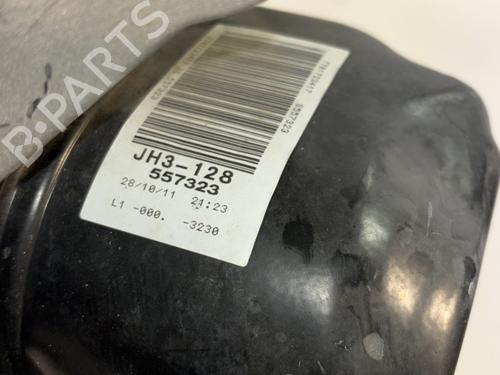 JH3-128
557323
28/10/11 21:23
L1 -000. -3230
B-PARTS